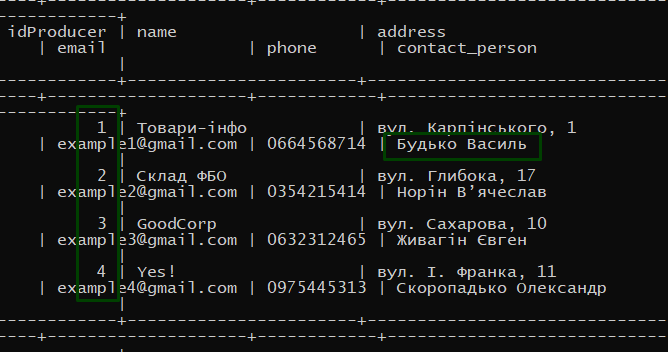 idProducer | name | address
| email | phone | contact_person
|
1 | Товари-інфо | вул. Карпінського, 1
| example1@gmail.com | 0664568714 | Будько Василь
|
2 | Склад ФБО | вул. Глибока, 17
| example2@gmail.com | 0354215414 | Норін В’ячеслав
|
3 | GoodCorp | вул. Сахарова, 10
| example3@gmail.com | 0632312465 | Живагін Євген
|
4 | Yes! | вул. І. Франка, 11
| example4@gmail.com | 0975445313 | Скоропадько Олександр
|